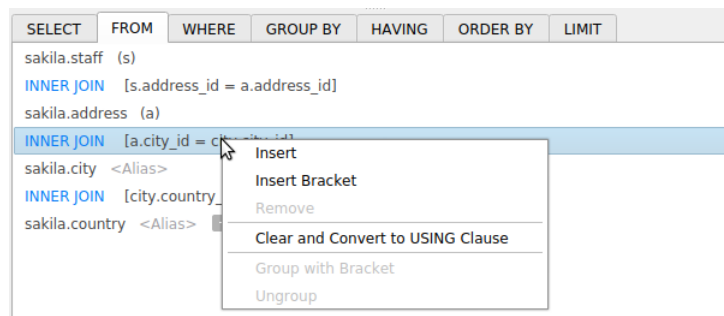 SELECT FROM WHERE GROUP BY HAVING ORDER BY LIMIT
sakila.staff (s)
INNER JOIN [s.address_id = a.address_id]
sakila.address (a)
INNER JOIN [a.city_id = city.city_id]
sakila.city <Alias>
INNER JOIN [city.country_
sakila.country <Alias>
Insert
Insert Bracket
Remove
Clear and Convert to USING Clause
Group with Bracket
Ungroup